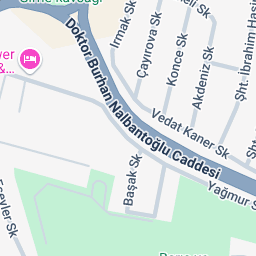 Irmak Sk
Çayırova Sk
Konce Sk
Akdeniz Sk
Şht. İbrahim
Doktor Burhan Nalbantoğlu Caddesi
Vedat Kaner Sk
Yağmur
Başak Sk
Esevler Sk
&...